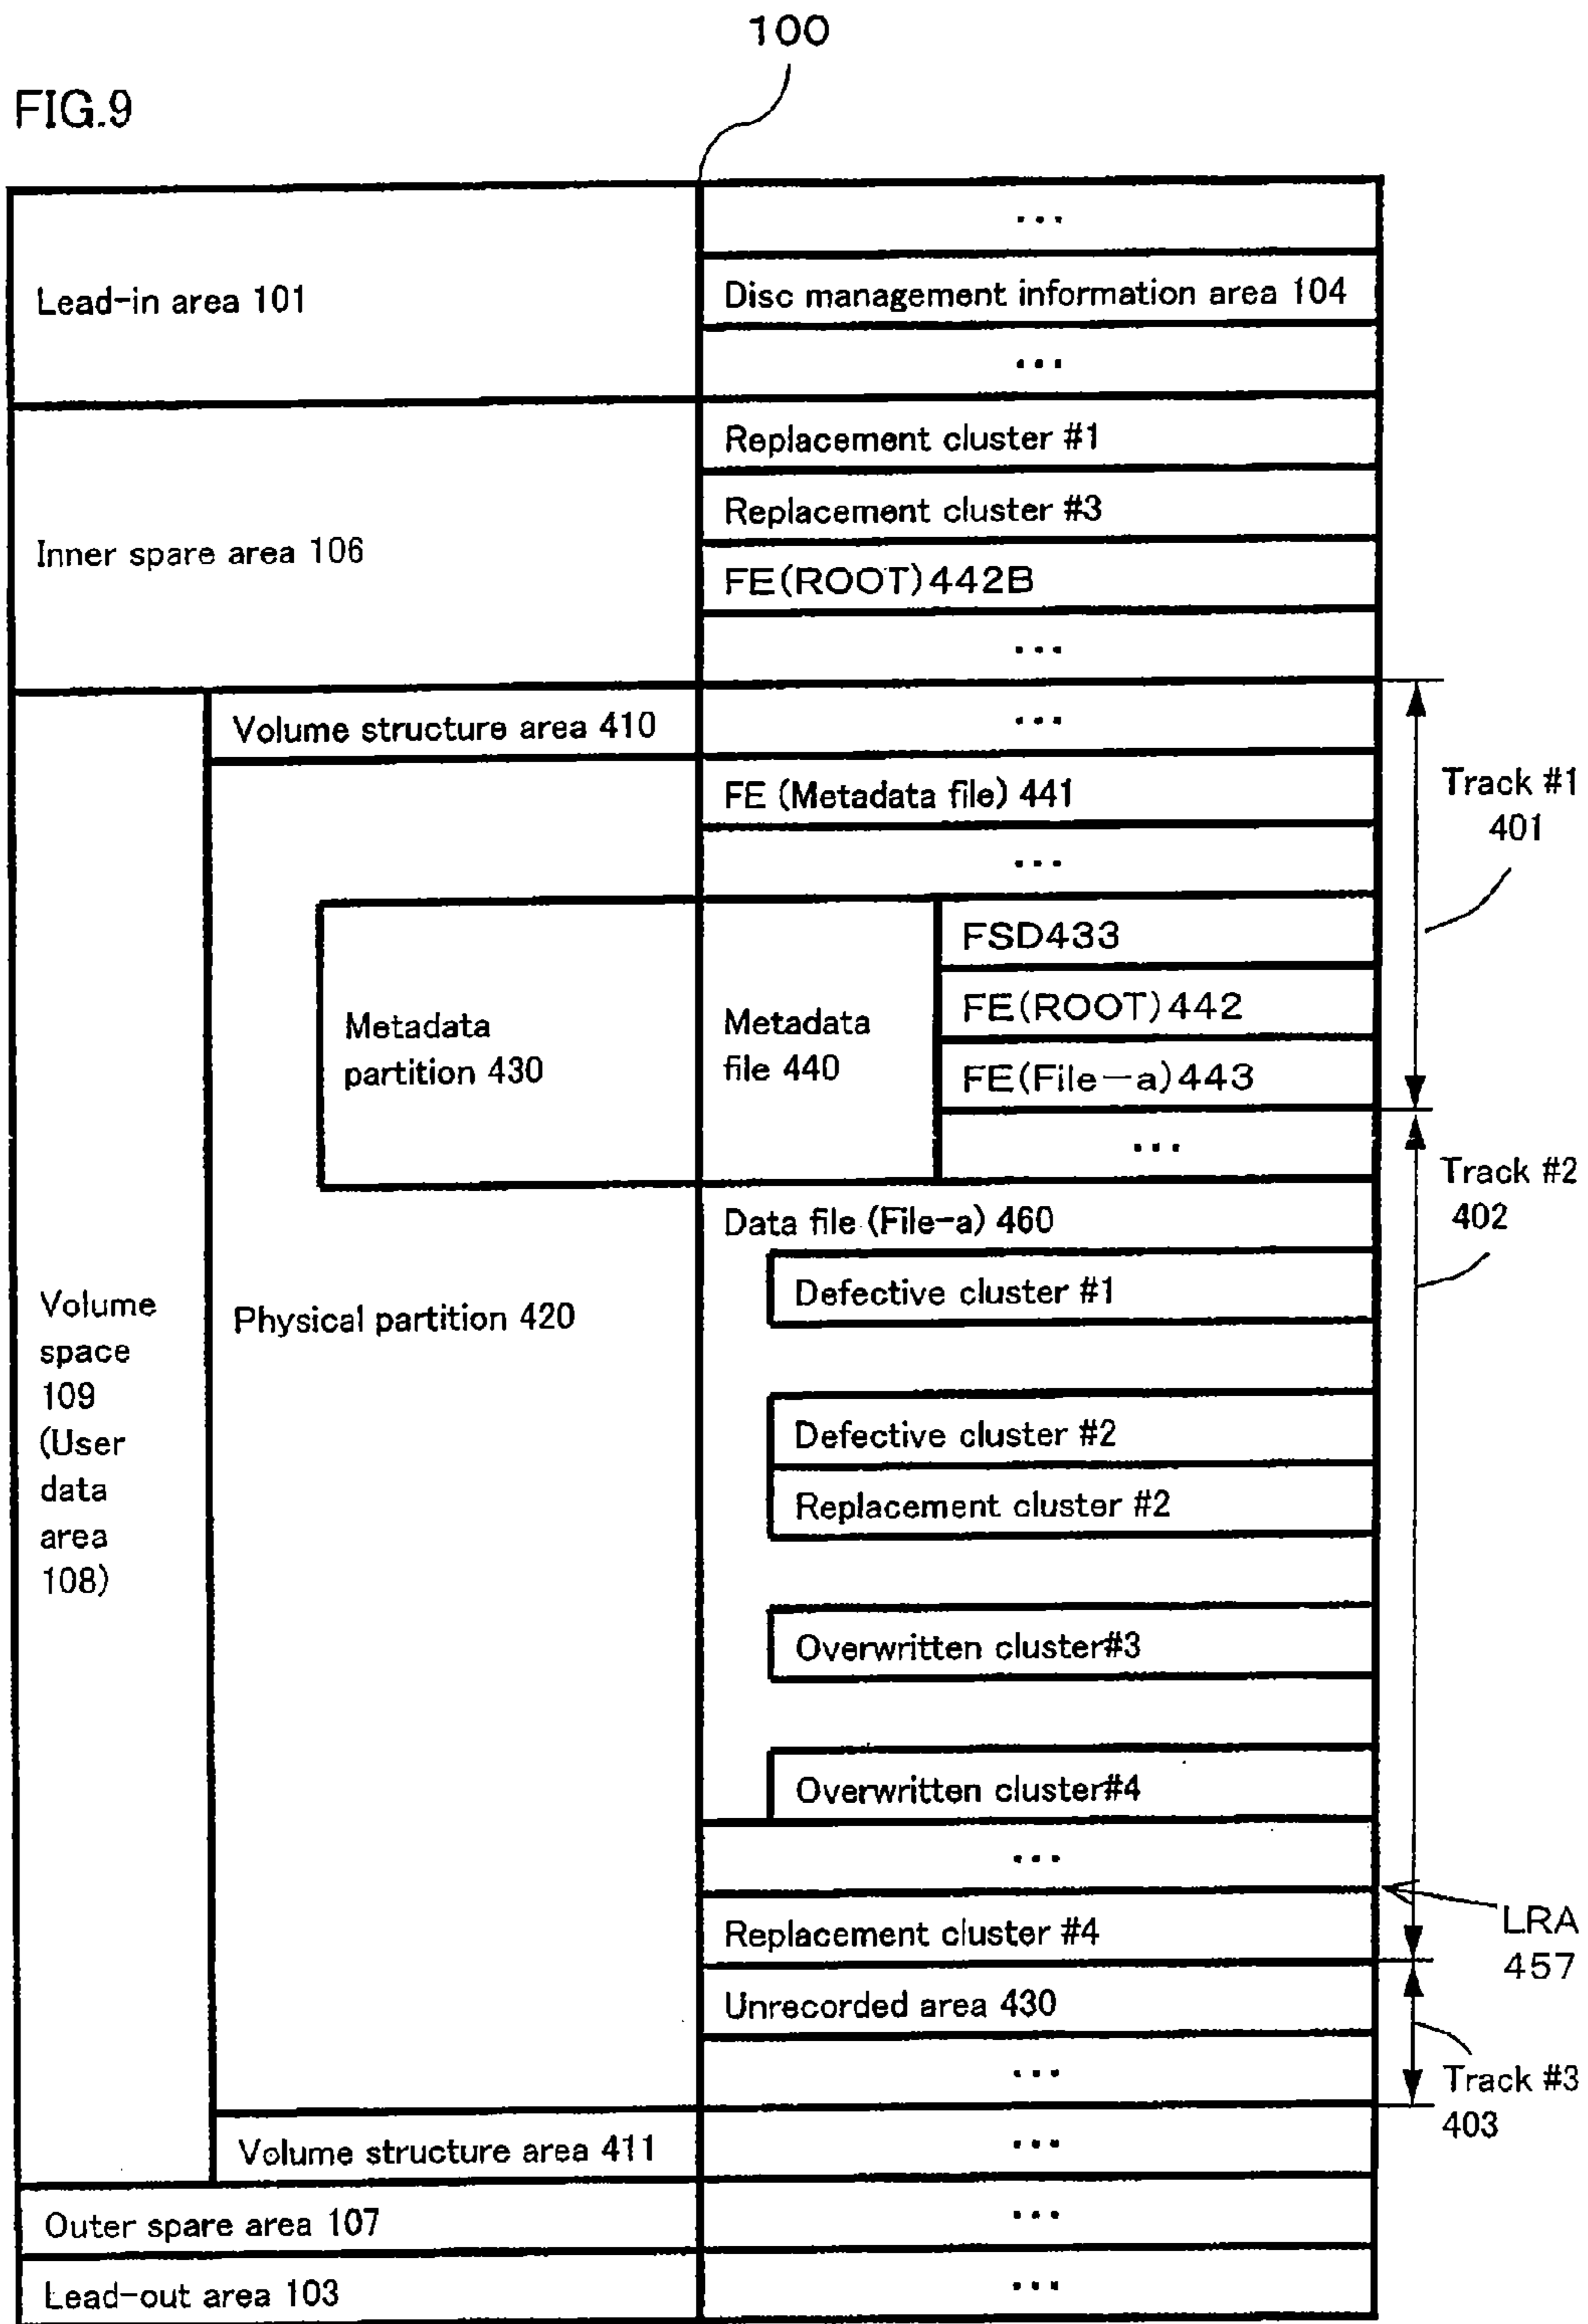 100
FIG.9
...
Lead-in area 101
Disc management information area 104
...
Replacement cluster #1
Replacement cluster #3
Inner spare area 106
FE(ROOT)442B
...
Volume structure area 410
...
FE (Metadata file) 441
Track #1
401
...
FSD433
Metadata
partition 430
Metadata
file 440
FE(ROOT)442
FE(File-a)443
...
Track #2
402
Data file (File-a) 460
Defective cluster #1
Volume
space
109
(User
data
area
108)
Physical partition 420
Defective cluster #2
Replacement cluster #2
Overwritten cluster#3
Overwritten cluster#4
...
LRA
457
Replacement cluster #4
Unrecorded area 430
...
Track #3
403
Volume structure area 411
...
Outer spare area 107
...
Lead-out area 103
...